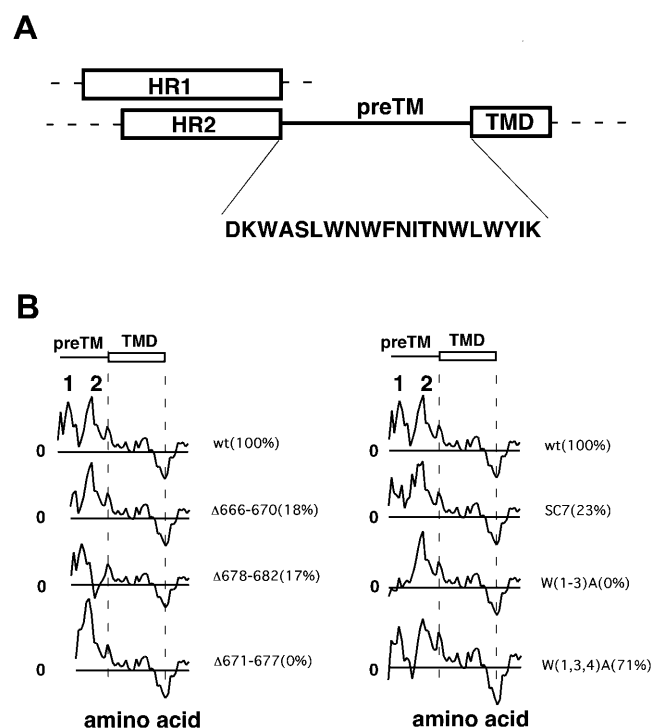 A
HR1
HR2
preTM
TMD
DKWASLWNWFNITNWLWYIK
B
preTM TMD
1 2
0 wt(100%)
0 Δ666-670(18%)
0 Δ678-682(17%)
0 Δ671-677(0%)
amino acid
preTM TMD
1 2
0 wt(100%)
0 SC7(23%)
0 W(1-3)A(0%)
0 W(1,3,4)A(71%)
amino acid